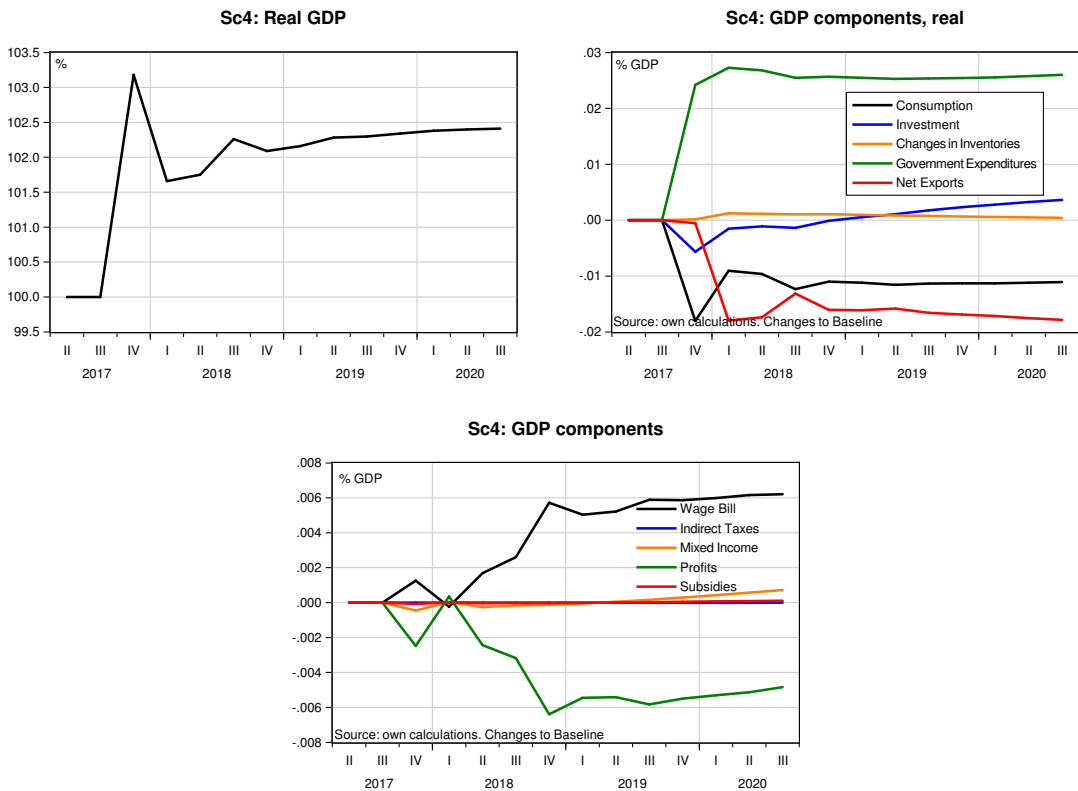 Sc4: Real GDP
%
103.5
103.0
102.5
102.0
101.5
101.0
100.5
100.0
99.5
II III IV I II III IV I II III IV I II III
2017 2018 2019 2020
Sc4: GDP components, real
% GDP
.03
.02
.01
.00
-.01
-.02
Consumption
Investment
Changes in Inventories
Government Expenditures
Net Exports
Source: own calculations. Changes to Baseline
II III IV I II III IV I II III IV I II III
2017 2018 2019 2020
Sc4: GDP components
% GDP
.008
.006
.004
.002
.000
-.002
-.004
-.006
-.008
Wage Bill
Indirect Taxes
Mixed Income
Profits
Subsidies
Source: own calculations. Changes to Baseline
II III IV I II III IV I II III IV I II III
2017 2018 2019 2020